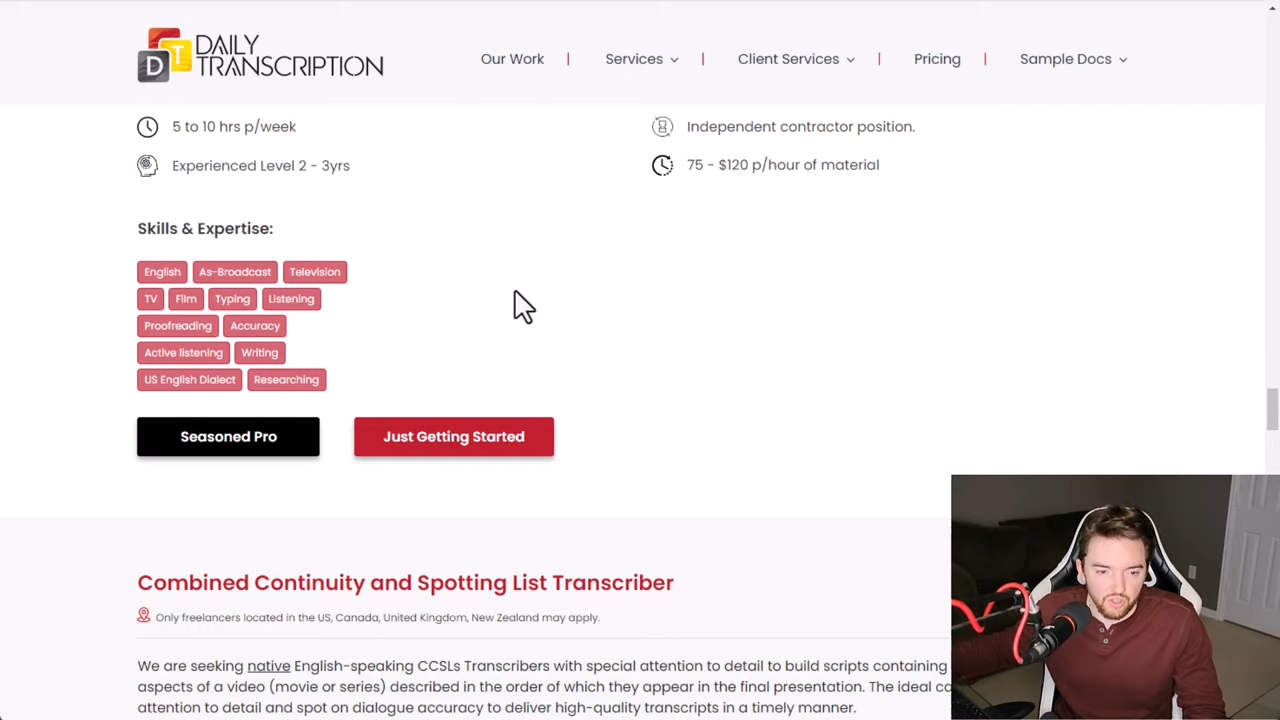 DAILY
TRANSCRIPTION
D T
Our Work | Services | Client Services | Pricing | Sample Docs
5 to 10 hrs p/week
Independent contractor position.
Experienced Level 2 - 3yrs
75 - $120 p/hour of material
Skills & Expertise:
English As-Broadcast Television
TV Film Typing Listening
Proofreading Accuracy
Active listening Writing
US English Dialect Researching
Seasoned Pro Just Getting Started
Combined Continuity and Spotting List Transcriber
Only freelancers located in the US, Canada, United Kingdom, New Zealand may apply.
We are seeking native English-speaking CCSLs Transcribers with special attention to detail to build scripts containing
aspects of a video (movie or series) described in the order of which they appear in the final presentation. The ideal
attention to detail and spot on dialogue accuracy to deliver high-quality transcripts in a timely manner.